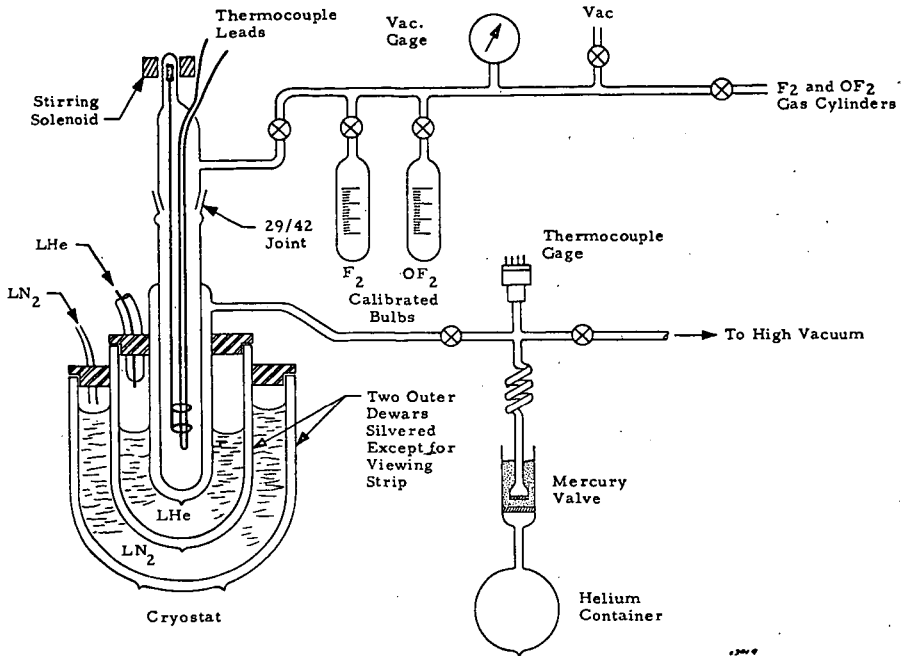 Thermocouple
Leads
Stirring
Solenoid
Vac.
Gage
Vac
F2 and OF2
Gas Cylinders
29/42
Joint
F2
OF2
Calibrated
Bulbs
LHe
LN2
Thermocouple
Gage
To High Vacuum
Two Outer
Dewars
Silvered
Except for
Viewing
Strip
Mercury
Valve
LHe
LN2
Cryostat
Helium
Container